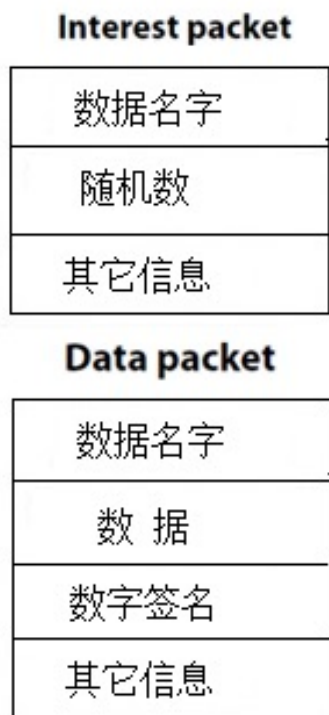 Interest packet
数据名字
随机数
其它信息
Data packet
数据名字
数 据
数字签名
其它信息